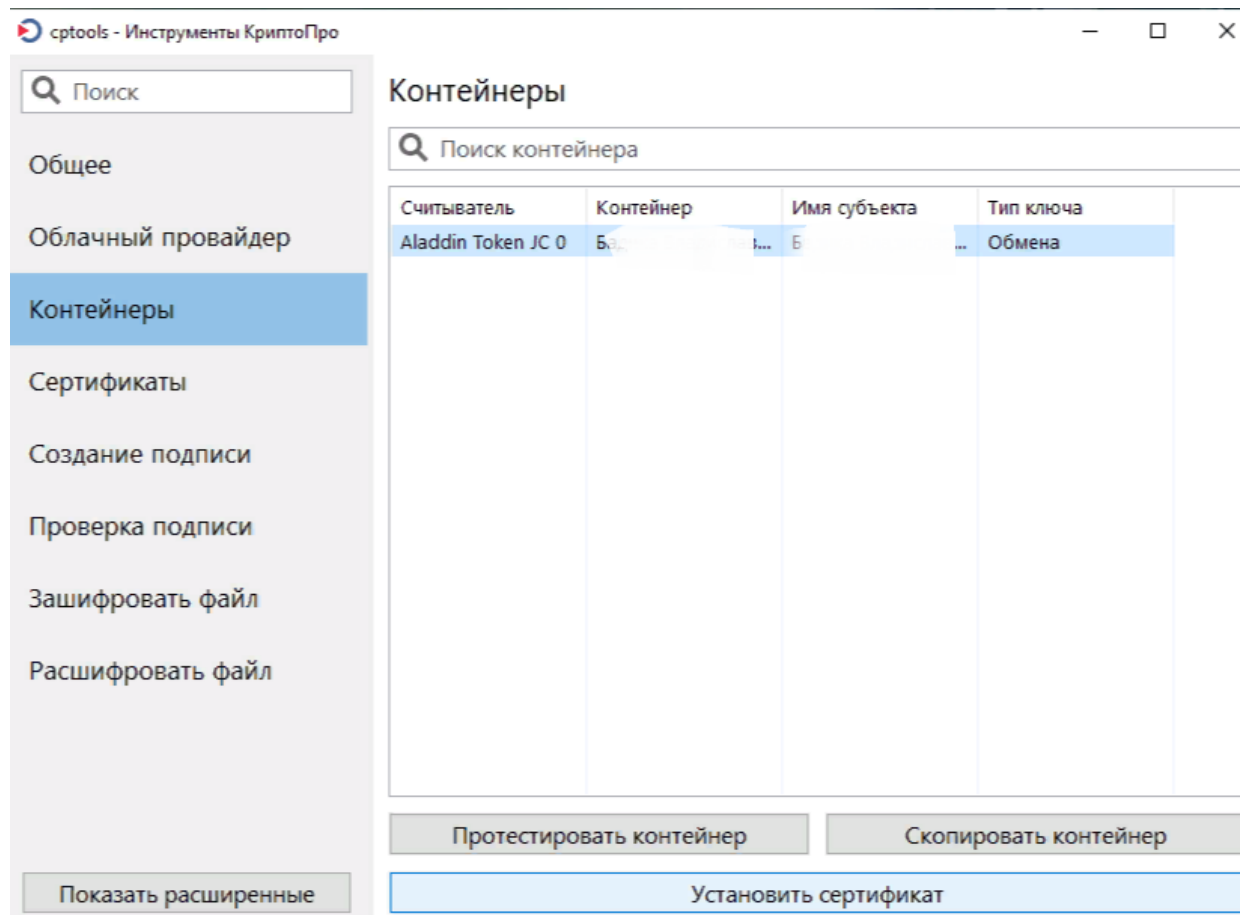 cptools - Инструменты КриптоПро
Поиск
Общее
Облачный провайдер
Контейнеры
Сертификаты
Создание подписи
Проверка подписи
Зашифровать файл
Расшифровать файл
Показать расширенные
Контейнеры
Поиск контейнера
Считыватель Контейнер Имя субъекта Тип ключа
Aladdin Token JC 0 Обмена
Протестировать контейнер Скопировать контейнер
Установить сертификат